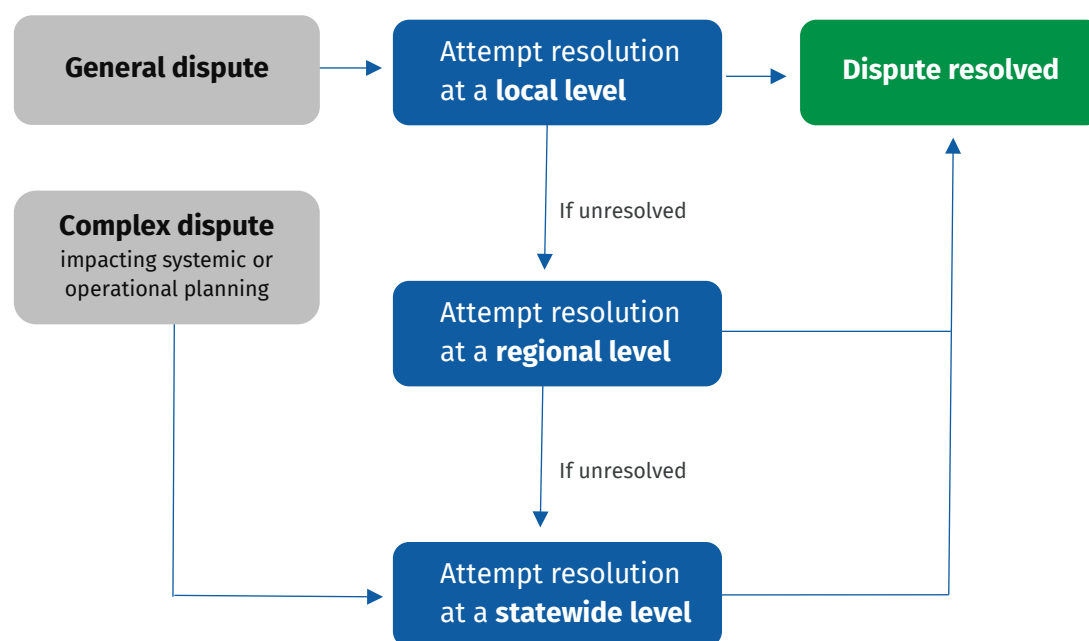 General dispute
Attempt resolution
at a local level
Dispute resolved
If unresolved
Complex dispute
impacting systemic or
operational planning
Attempt resolution
at a regional level
If unresolved
Attempt resolution
at a statewide level